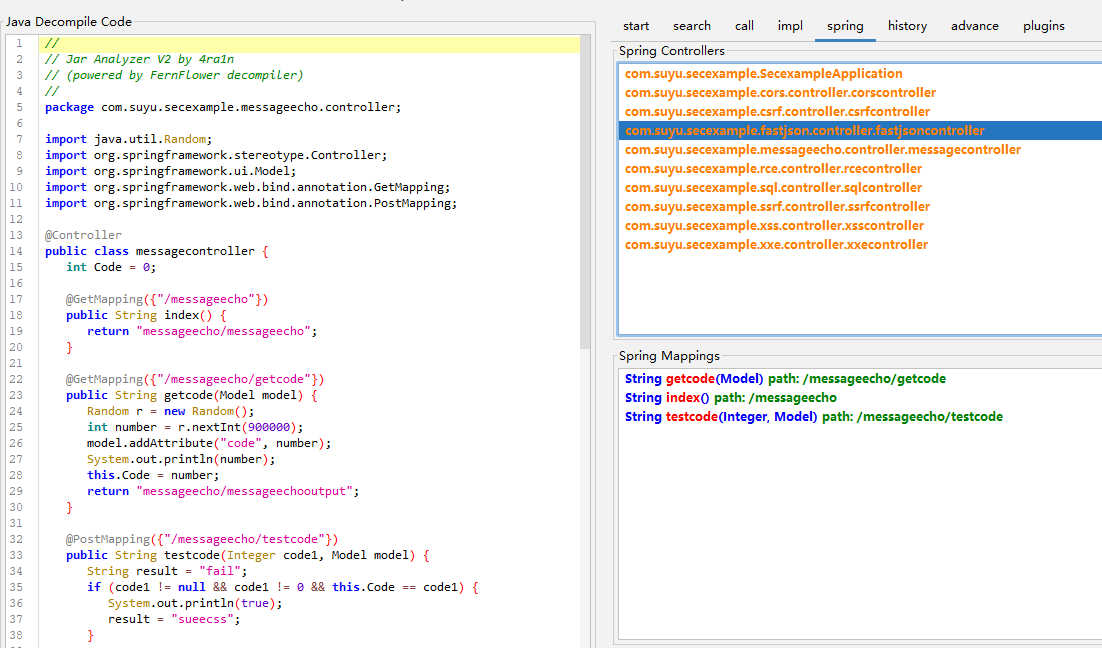 Java Decompile Code
1 //
2 // Jar Analyzer V2 by 4ra1n
3 // (powered by FernFlower decompiler)
4 //
5 package com.suyu.secexample.messageecho.controller;
6
7 import java.util.Random;
8 import org.springframework.stereotype.Controller;
9 import org.springframework.ui.Model;
10 import org.springframework.web.bind.annotation.GetMapping;
11 import org.springframework.web.bind.annotation.PostMapping;
12
13 @Controller
14 public class messagecontroller {
15 int Code = 0;
16
17 @GetMapping({"/messageecho"})
18 public String index() {
19 return "messageecho/messageecho";
20 }
21
22 @GetMapping({"/messageecho/getcode"})
23 public String getcode(Model model) {
24 Random r = new Random();
25 int number = r.nextInt(900000);
26 model.addAttribute("code", number);
27 System.out.println(number);
28 this.Code = number;
29 return "messageecho/messageechooutput";
30 }
31
32 @PostMapping({"/messageecho/testcode"})
33 public String testcode(Integer code1, Model model) {
34 String result = "fail";
35 if (code1 != null && code1 != 0 && this.Code == code1) {
36 System.out.println(true);
37 result = "sueecss";
38 }
start search call impl spring history advance plugins
Spring Controllers
com.suyu.secexample.SecexampleApplication
com.suyu.secexample.cors.controller.corscontroller
com.suyu.secexample.csrf.controller.csrfcontroller
com.suyu.secexample.fastjson.controller.fastjsoncontroller
com.suyu.secexample.messageecho.controller.messagecontroller
com.suyu.secexample.rce.controller.rcecontroller
com.suyu.secexample.sql.controller.sqlcontroller
com.suyu.secexample.ssrf.controller.ssrfcontroller
com.suyu.secexample.xss.controller.xsscontroller
com.suyu.secexample.xxe.controller.xxecontroller
Spring Mappings
String getcode(Model) path: /messageecho/getcode
String index() path: /messageecho
String testcode(Integer, Model) path: /messageecho/testcode